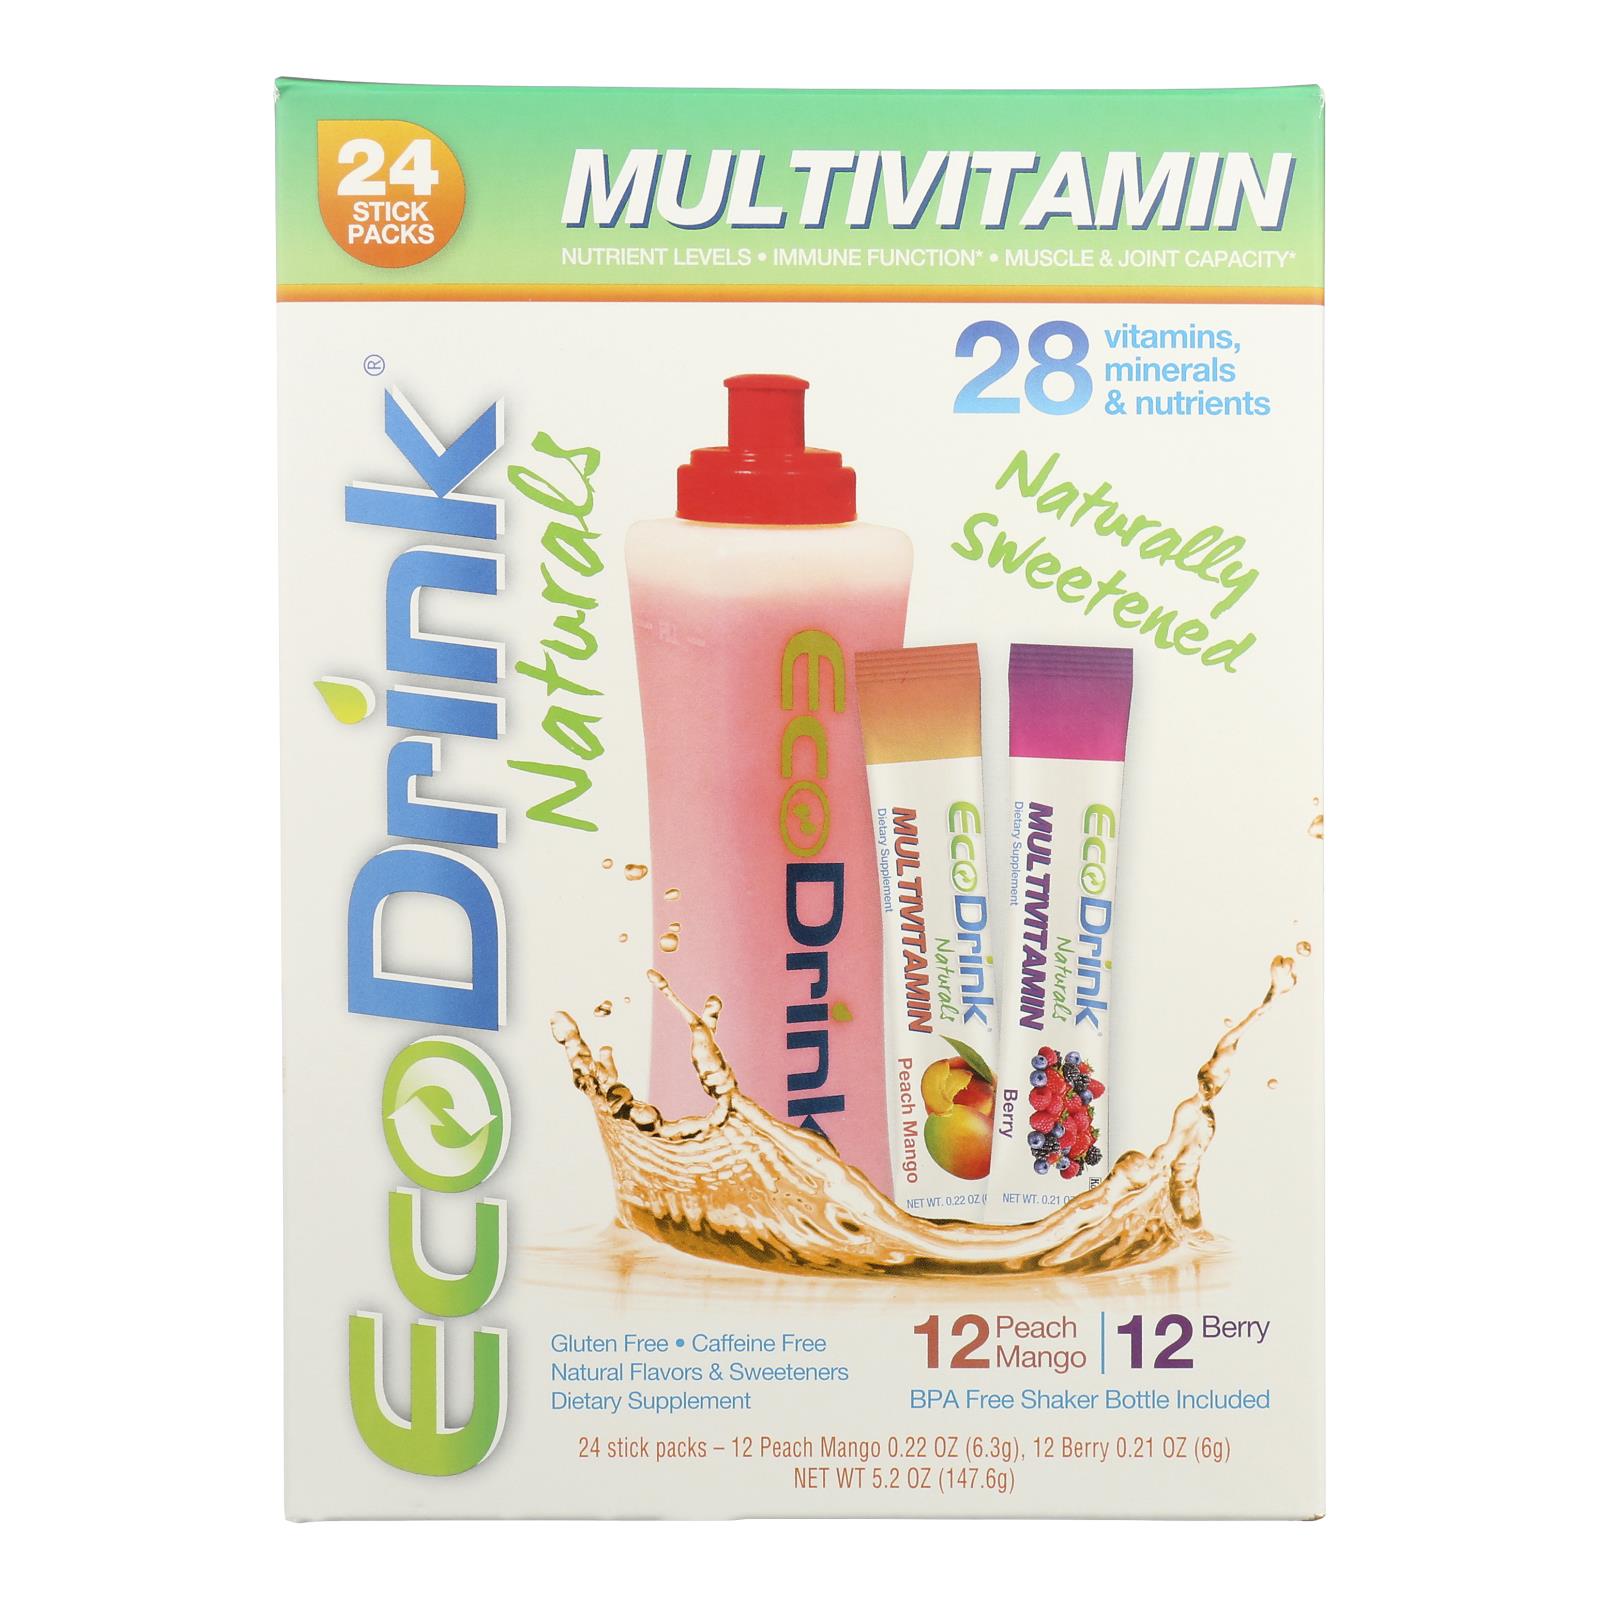 24
STICK
PACKS
MULTIVITAMIN
NUTRIENT LEVELS • IMMUNE FUNCTION* • MUSCLE & JOINT CAPACITY*
28
vitamins,
minerals
& nutrients
Naturally
Sweetened
EcoDrink®
Naturals
EcoDrink
EcoDrink®
Naturals
MULTIVITAMIN
Dietary Supplement
Peach Mango
NET WT. 0.22 OZ (
EcoDrink®
Naturals
MULTIVITAMIN
Dietary Supplement
Berry
NET WT. 0.21 OZ
Gluten Free • Caffeine Free
Natural Flavors & Sweeteners
Dietary Supplement
12 Peach Mango | 12 Berry
BPA Free Shaker Bottle Included
24 stick packs – 12 Peach Mango 0.22 OZ (6.3g), 12 Berry 0.21 OZ (6g)
NET WT 5.2 OZ (147.6g)